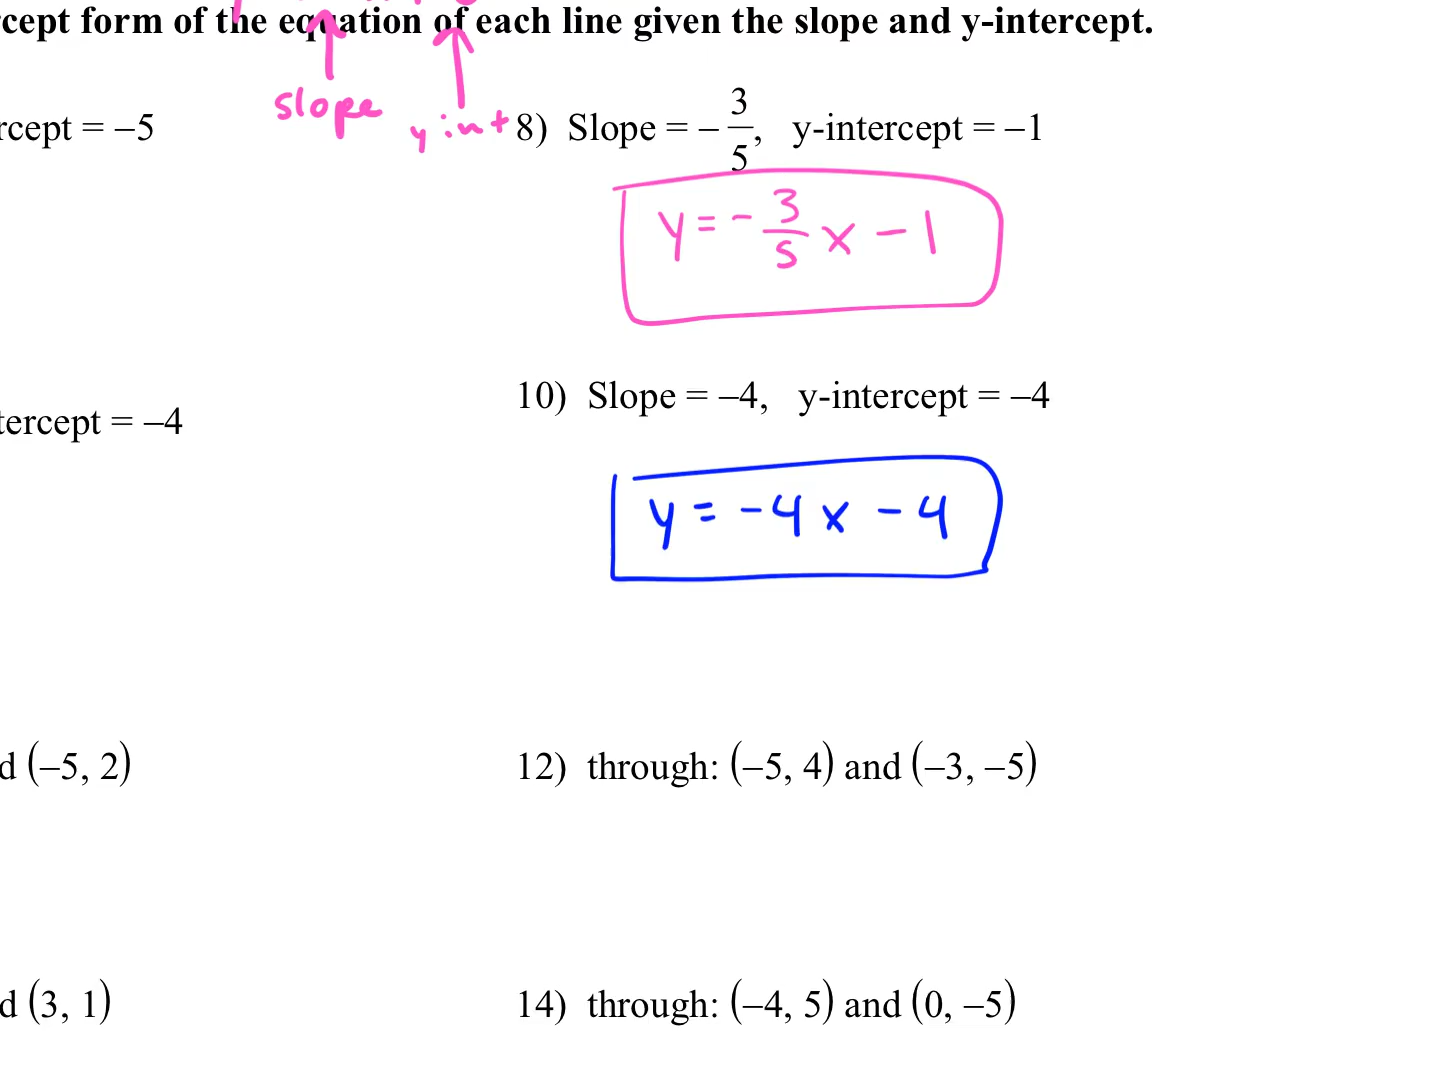 cept form of the equation of each line given the slope and y-intercept.
slope
y int
rcept = –5
8) Slope = –3/5, y-intercept = –1
y = -3/5 x - 1
10) Slope = –4, y-intercept = –4
tercept = –4
y = -4x - 4
d (–5, 2)
12) through: (–5, 4) and (–3, –5)
d (3, 1)
14) through: (–4, 5) and (0, –5)